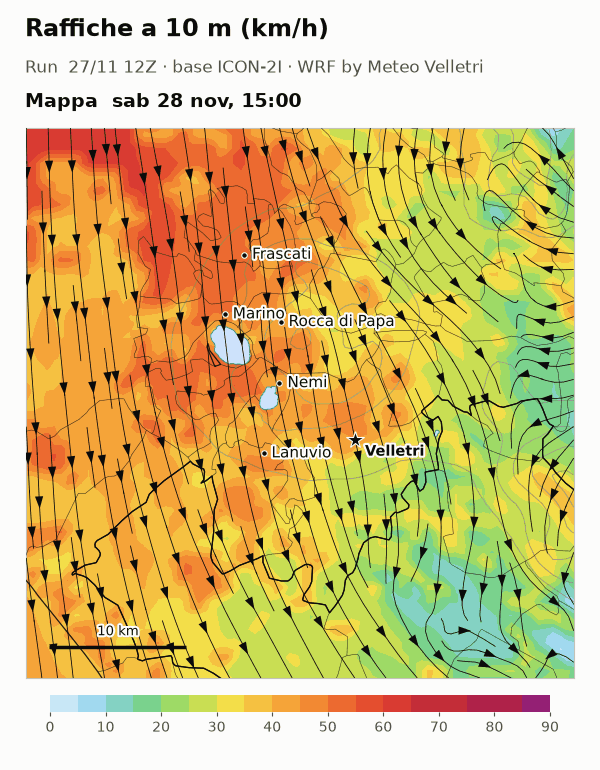 Raffiche a 10 m (km/h)
Run 27/11 12Z · base ICON-2I · WRF by Meteo Velletri
Mappa sab 28 nov, 15:00
Frascati
Marino
Rocca di Papa
Nemi
Velletri
Lanuvio
10 km
0 10 20 30 40 50 60 70 80 90